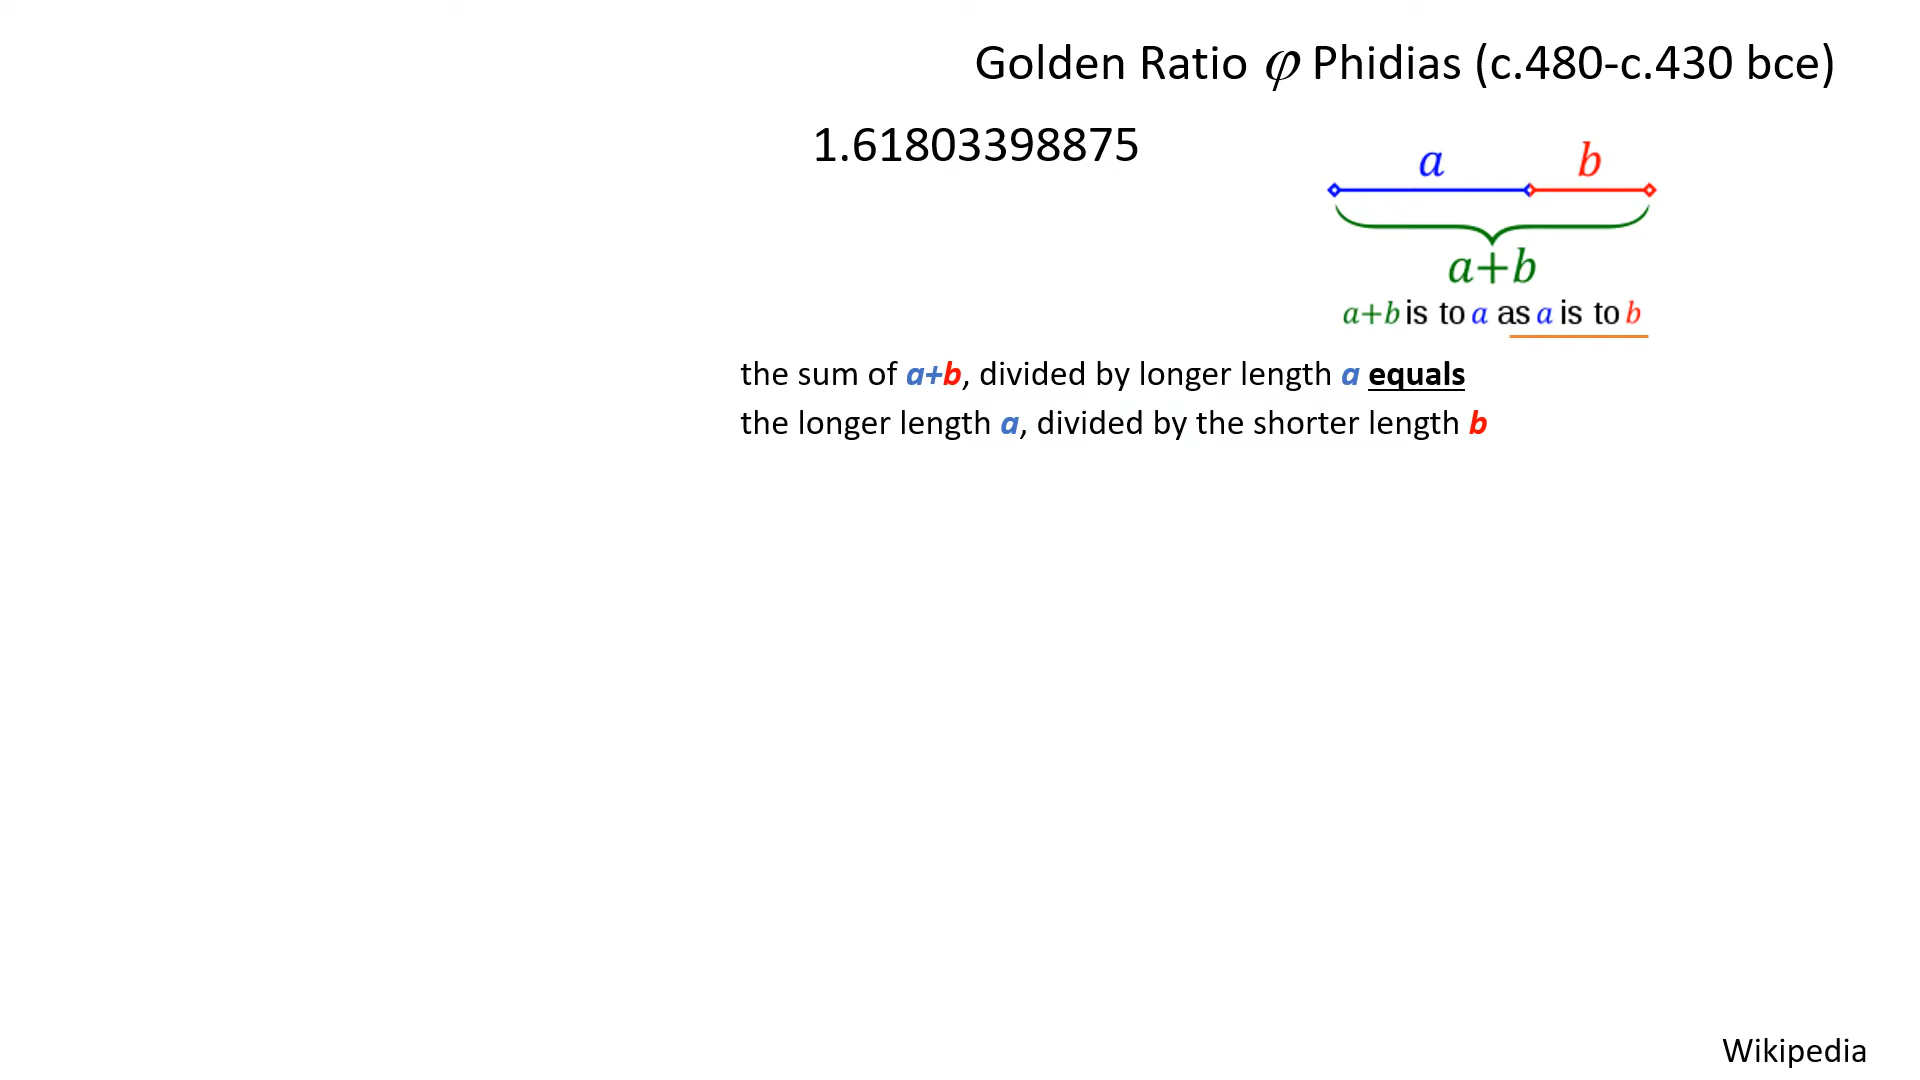 Golden Ratio φ Phidias (c.480-c.430 bce)
1.61803398875
a b
a+b
a+b is to a as a is to b
the sum of a+b, divided by longer length a equals
the longer length a, divided by the shorter length b
Wikipedia